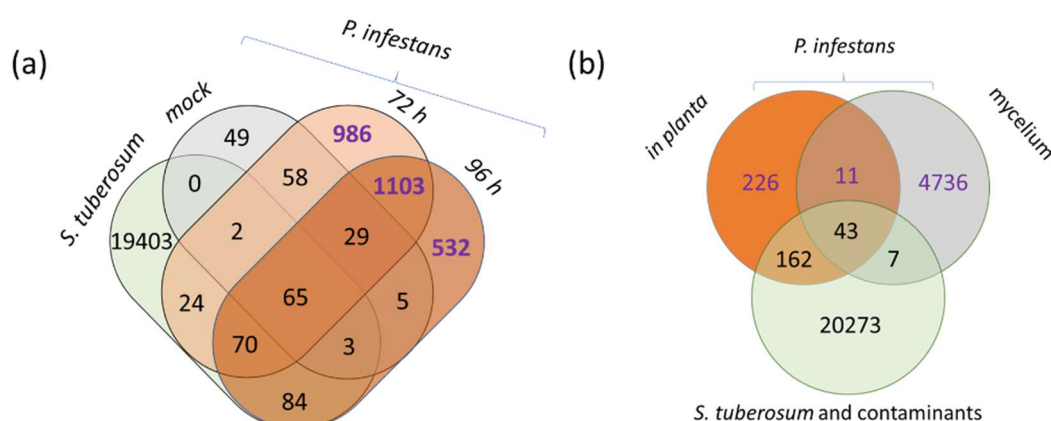 (a)
P. infestans
S. tuberosum
mock
72 h
96 h
49
986
0
58
1103
19403
2
29
532
24
65
5
70
3
84
(b)
P. infestans
in planta
mycelium
226
11
4736
43
162
7
20273
S. tuberosum and contaminants